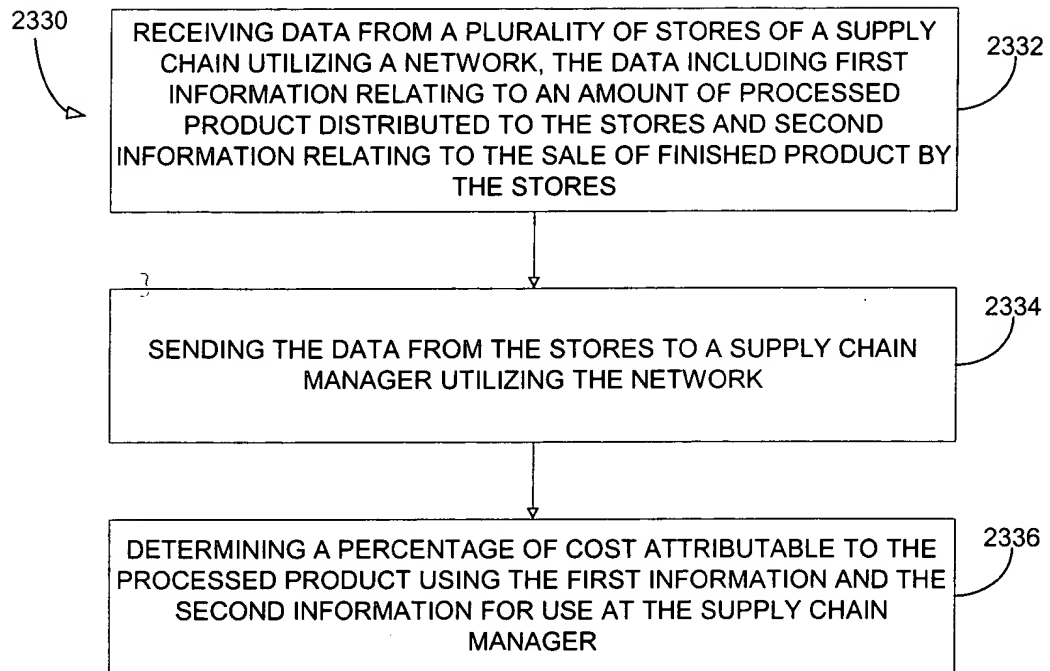 2330
RECEIVING DATA FROM A PLURALITY OF STORES OF A SUPPLY
CHAIN UTILIZING A NETWORK, THE DATA INCLUDING FIRST
INFORMATION RELATING TO AN AMOUNT OF PROCESSED
PRODUCT DISTRIBUTED TO THE STORES AND SECOND
INFORMATION RELATING TO THE SALE OF FINISHED PRODUCT BY
THE STORES
2332
SENDING THE DATA FROM THE STORES TO A SUPPLY CHAIN
MANAGER UTILIZING THE NETWORK
2334
DETERMINING A PERCENTAGE OF COST ATTRIBUTABLE TO THE
PROCESSED PRODUCT USING THE FIRST INFORMATION AND THE
SECOND INFORMATION FOR USE AT THE SUPPLY CHAIN
MANAGER
2336